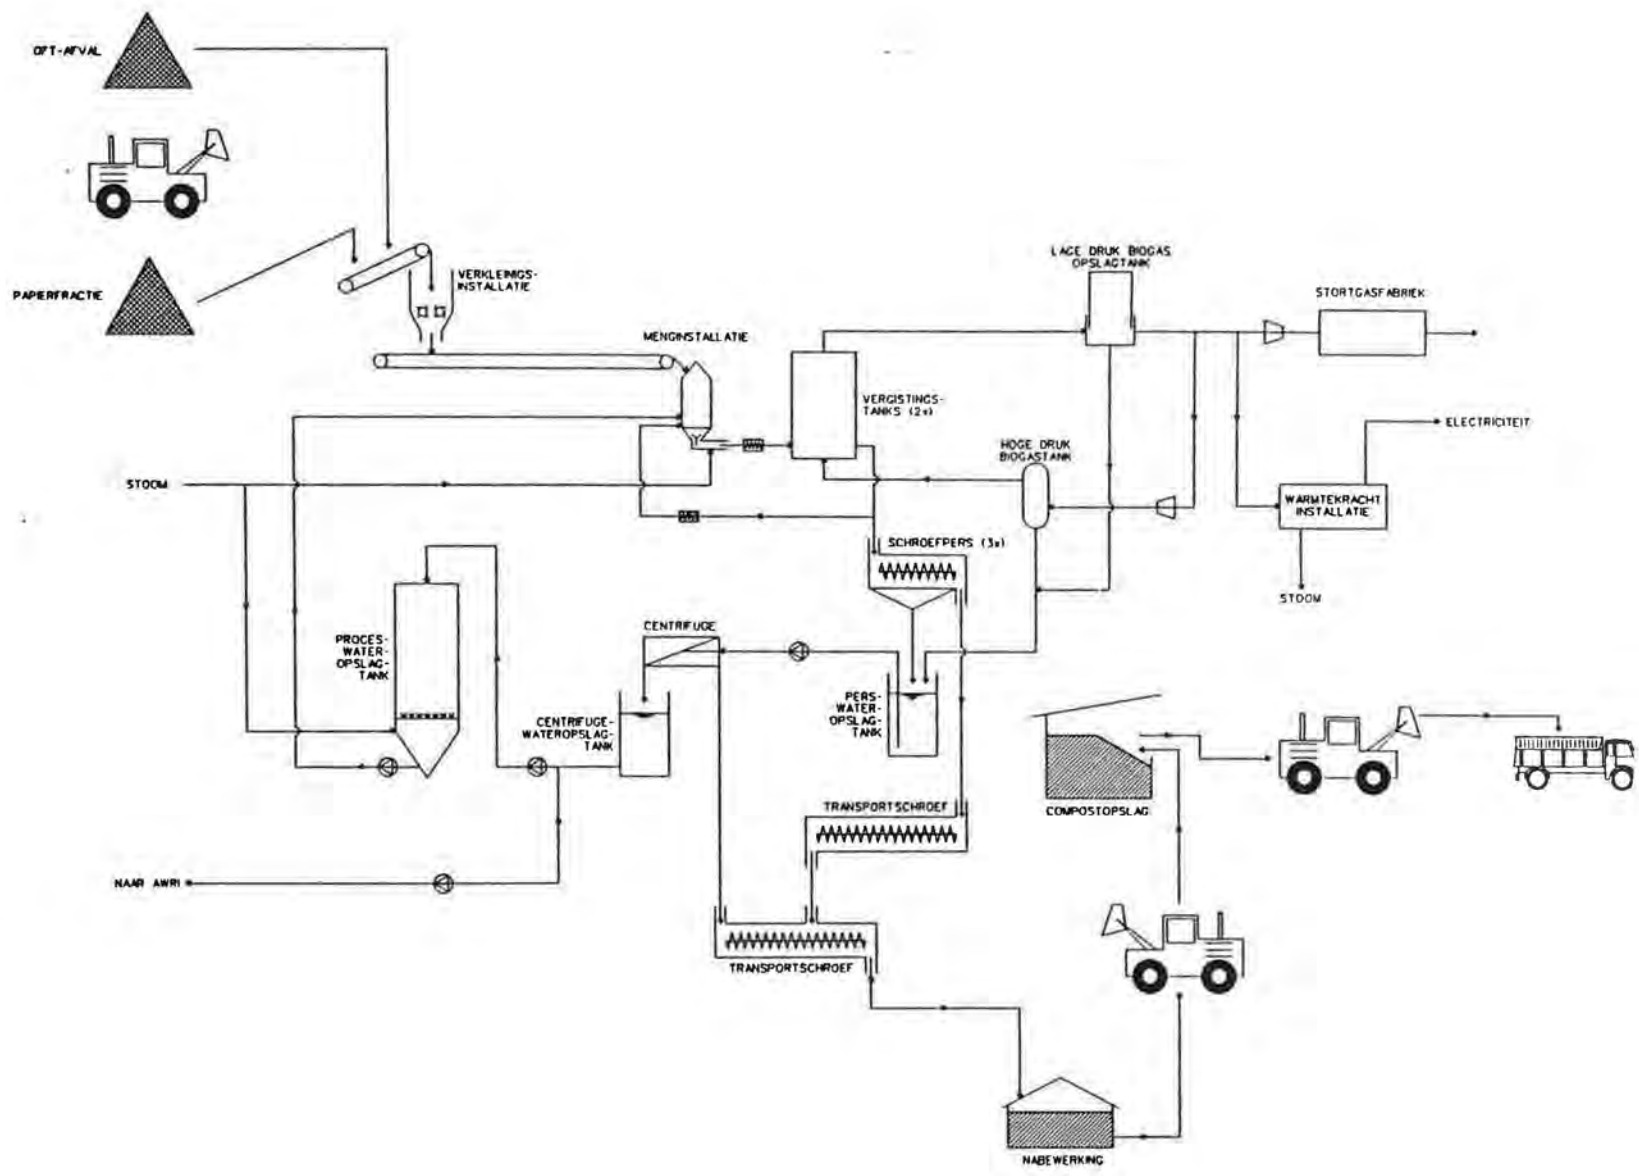 GFT-AFVAL
PAPIERFRACTIE
VERKLEINIGS-
INSTALLATIE
MENGINSTALLATIE
LAGE DRUK BIOGAS
OPSLAGTANK
STORTGASFABRIEK
VERGISTINGS-
TANKS (2x)
HOGE DRUK
BIOGASTANK
ELECTRICITEIT
WARMTEKRACHT
INSTALLATIE
STOOM
STOOM
SCHROEFPERS (3x)
PROCES-
WATER-
OPSLAG-
TANK
CENTRIFUGE
CENTRIFUGE-
WATEROPSLAG-
TANK
PERS-
WATER-
OPSLAG-
TANK
TRANSPORTSCHROEF
COMPOSTOPSLAG
NAAR AWRI
TRANSPORTSCHROEF
NABEWERKING